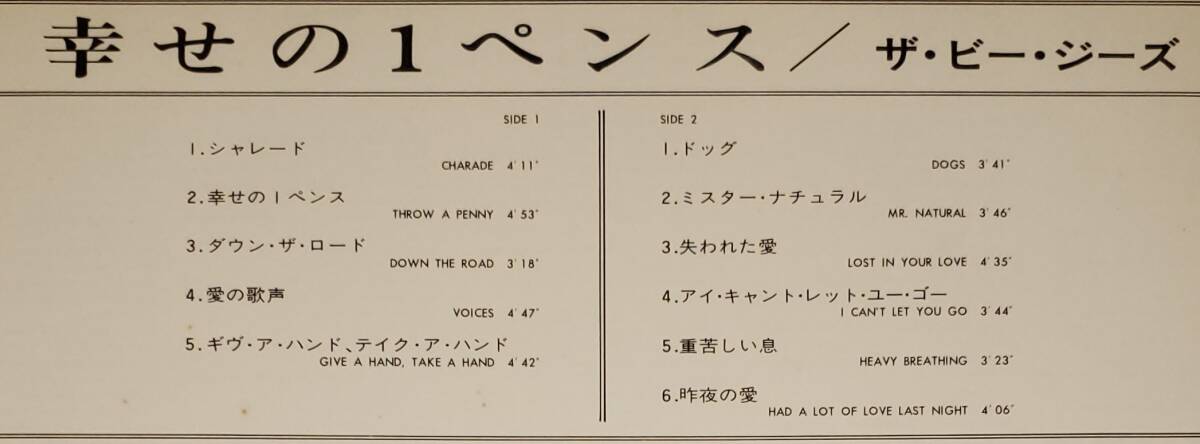 幸せの1ペンス／ザ・ビー・ジーズ
SIDE 1
1.シャレード
CHARADE 4'11"
2.幸せの1ペンス
THROW A PENNY 4'53"
3.ダウン・ザ・ロード
DOWN THE ROAD 3'18"
4.愛の歌声
VOICES 4'47"
5.ギヴ・ア・ハンド、テイク・ア・ハンド
GIVE A HAND, TAKE A HAND 4'42"
SIDE 2
1.ドッグ
DOGS 3'41"
2.ミスター・ナチュラル
MR. NATURAL 3'46"
3.失われた愛
LOST IN YOUR LOVE 4'35"
4.アイ・キャント・レット・ユー・ゴー
I CAN'T LET YOU GO 3'44"
5.重苦しい息
HEAVY BREATHING 3'23"
6.昨夜の愛
HAD A LOT OF LOVE LAST NIGHT 4'06"